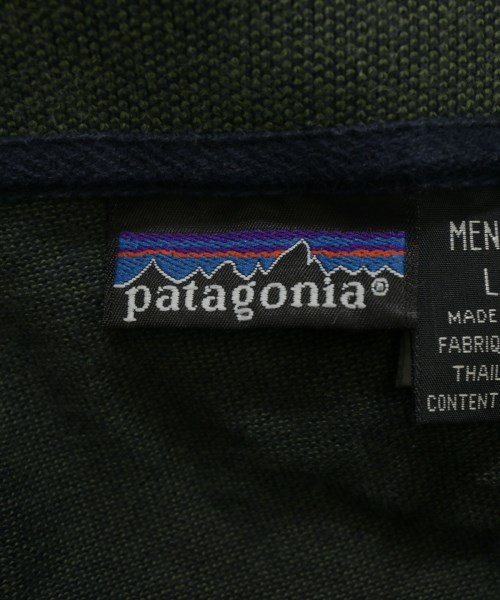 patagonia®
MEN
L
MADE
FABRIQ
THAIL
CONTENT